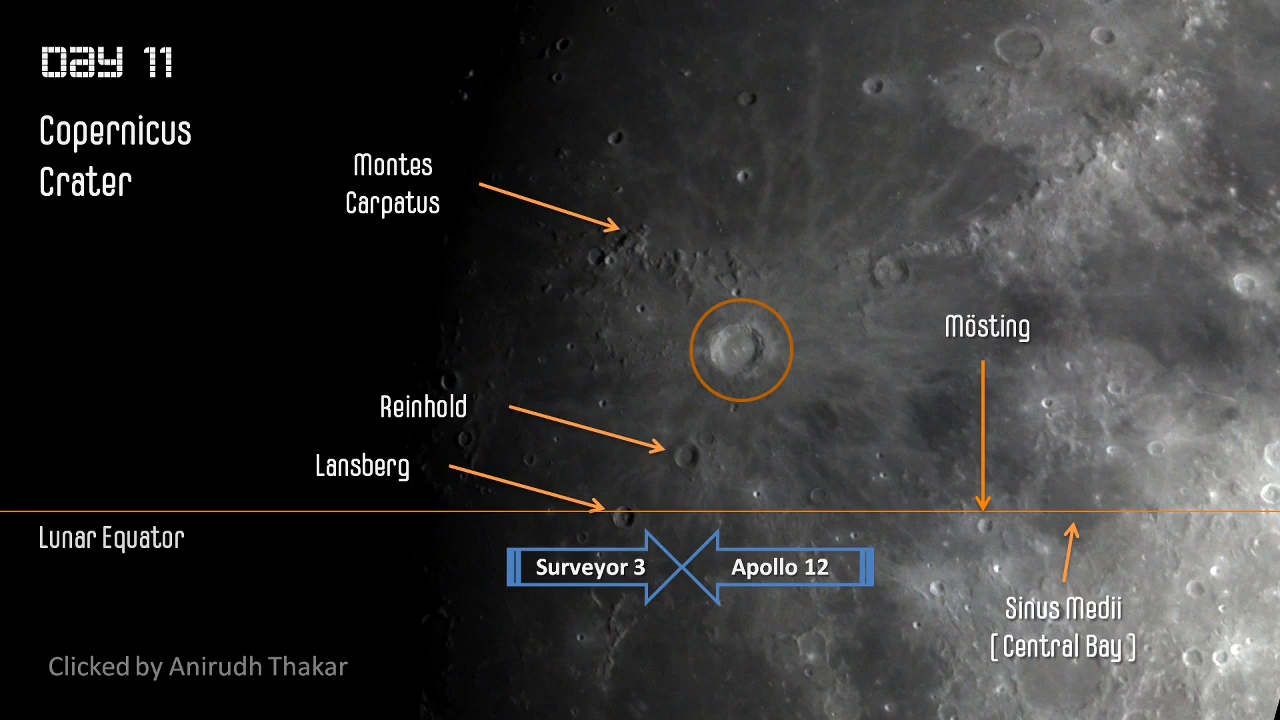 Day 11
Copernicus
Crater
Montes
Carpatus
Mösting
Reinhold
Lansberg
Lunar Equator
Surveyor 3
Apollo 12
Sinus Medii
[Central Bay]
Clicked by Anirudh Thakar